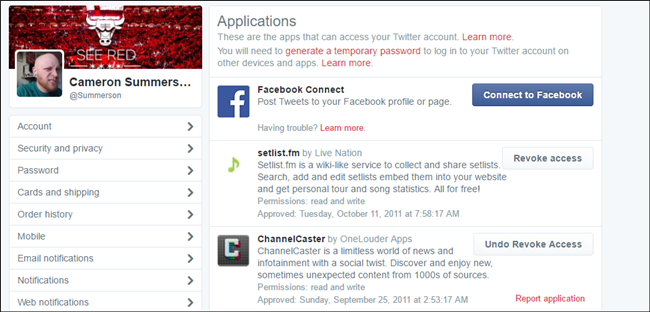 SEE RED
Cameron Summers...
@Summerson
Account
Security and privacy
Password
Cards and shipping
Order history
Mobile
Email notifications
Notifications
Web notifications
Applications
These are the apps that can access your Twitter account. Learn more.
You will need to generate a temporary password to log in to your Twitter account on
other devices and apps. Learn more.
Facebook Connect
Post Tweets to your Facebook profile or page.
Connect to Facebook
Having trouble? Learn more.
setlist.fm by Live Nation
Setlist.fm is a wiki-like service to collect and share setlists.
Search, add and edit setlists embed them into your website
and get personal tour and song statistics. All for free!
Permissions: read and write
Approved: Tuesday, October 11, 2011 at 7:58:17 AM
Revoke access
ChannelCaster by OneLouder Apps
ChannelCaster is a limitless world of news and
infotainment with a social twist. Discover and enjoy new,
sometimes unexpected content from 1000s of sources.
Permissions: read and write
Approved: Sunday, September 25, 2011 at 2:53:17 AM
Undo Revoke Access
Report application